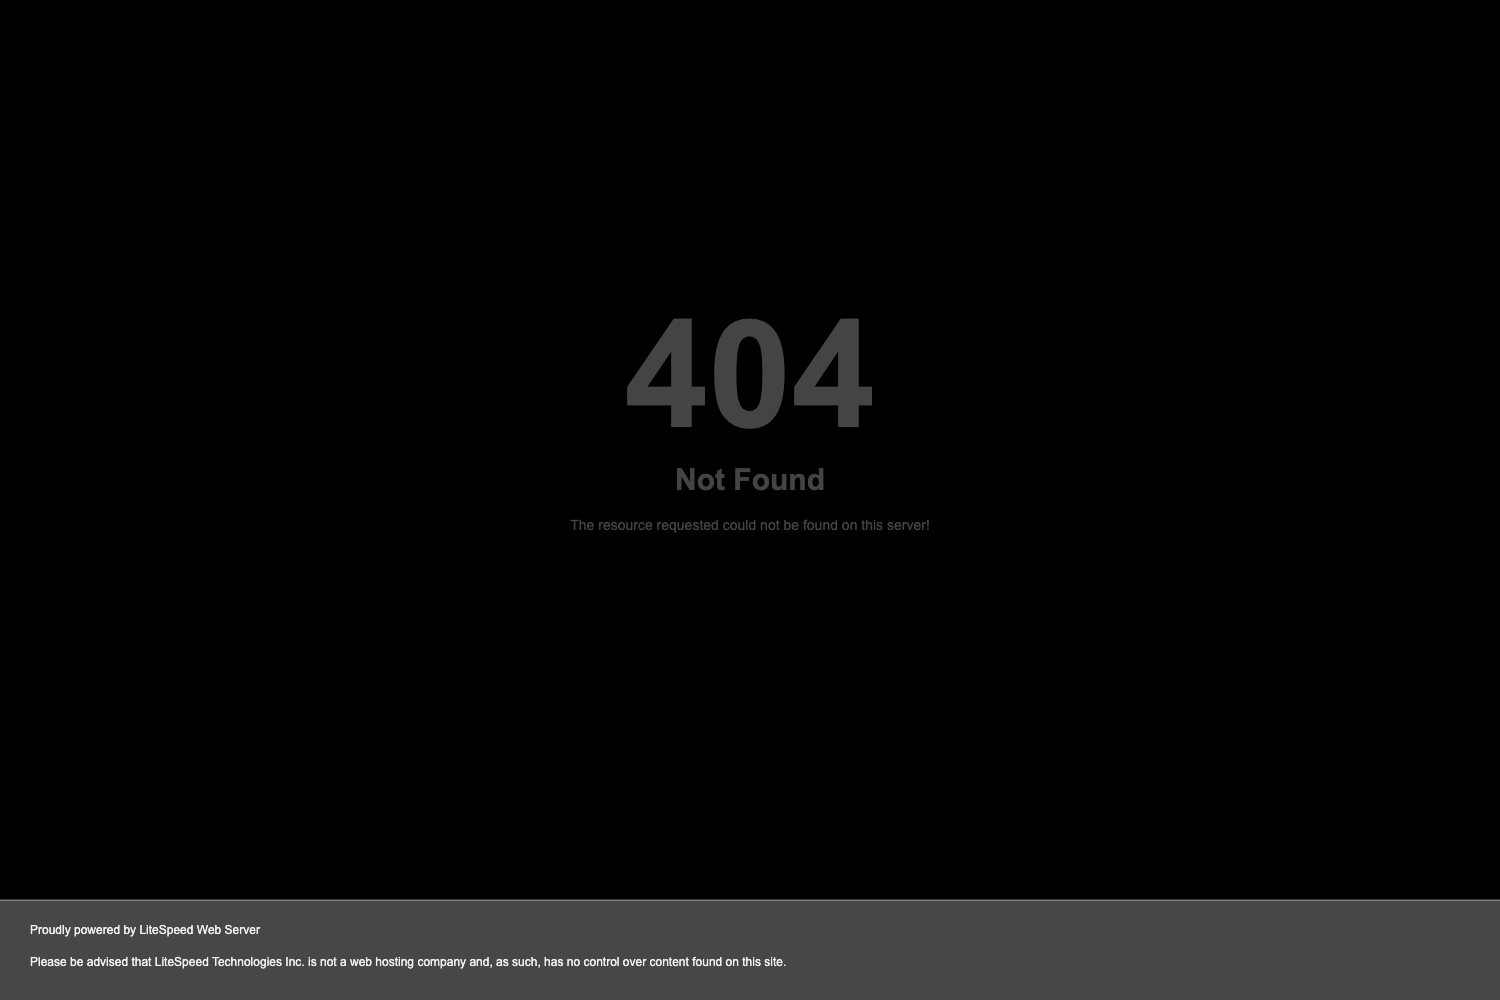 404
Not Found
The resource requested could not be found on this server!
Proudly powered by LiteSpeed Web Server
Please be advised that LiteSpeed Technologies Inc. is not a web hosting company and, as such, has no control over content found on this site.